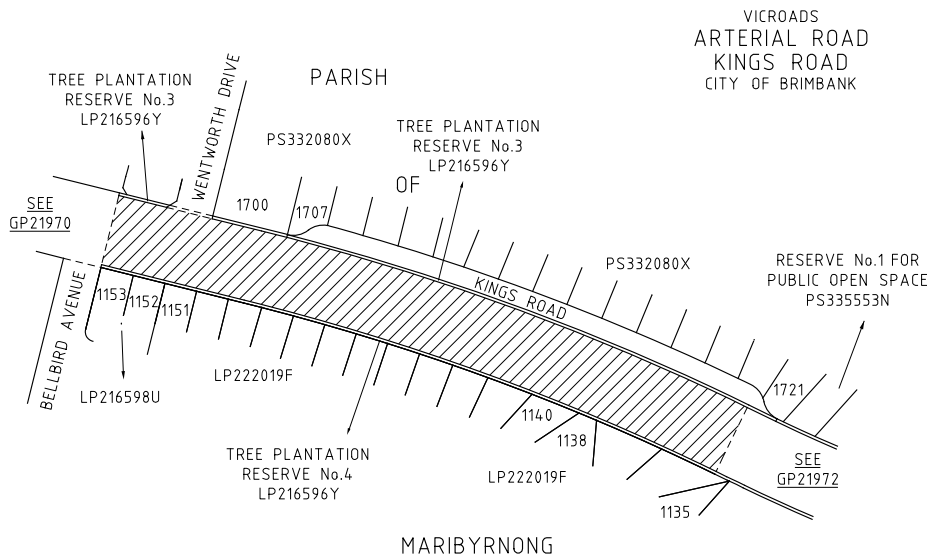 VICROADS
ARTERIAL ROAD
KINGS ROAD
CITY OF BRIMBANK
TREE PLANTATION
RESERVE No.3
LP216596Y
WENTWORTH DRIVE
PARISH
PS332080X
TREE PLANTATION
RESERVE No.3
LP216596Y
OF
SEE
GP21970
1700
1707
KINGS ROAD
PS332080X
RESERVE No.1 FOR
PUBLIC OPEN SPACE
PS335553N
BELLBIRD AVENUE
1153
1152
1151
LP216598U
LP222019F
1721
1140
1138
TREE PLANTATION
RESERVE No.4
LP216596Y
LP222019F
SEE
GP21972
1135
MARIBYRNONG